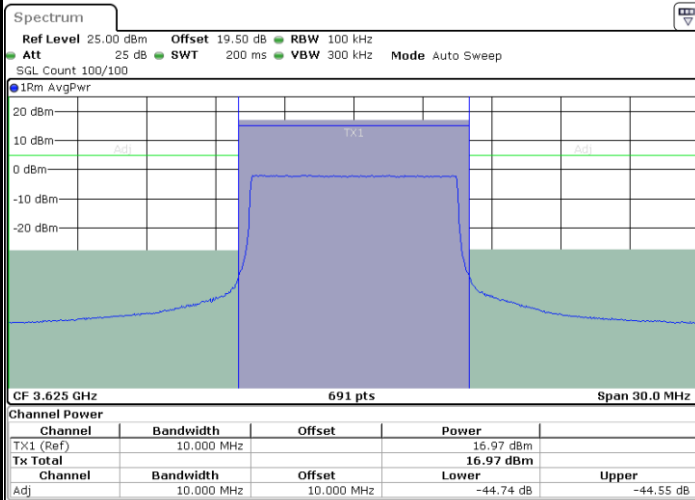 Spectrum
Ref Level 25.00 dBm Offset 19.50 dB RBW 100 kHz
Att 25 dB SWT 200 ms VBW 300 kHz Mode Auto Sweep
SGL Count 100/100
1Rm AvgPwr
20 dBm
TX1
10 dBm
Adj Adj
0 dBm
-10 dBm
-20 dBm
CF 3.625 GHz 691 pts Span 30.0 MHz
Channel Power
Channel Bandwidth Offset Power
TX1 (Ref) 10.000 MHz 16.97 dBm
Tx Total 16.97 dBm
Channel Bandwidth Offset Lower Upper
Adj 10.000 MHz 10.000 MHz -44.74 dB -44.55 dB